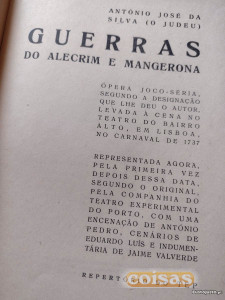 ANTÓNIO JOSÉ DA
SILVA (O JUDEU)
GUERRAS
DO ALECRIM E MANGERONA
ÓPERA JOCO-SÉRIA,
SEGUNDO A DESIGNAÇÃO
QUE LHE DEU O AUTOR,
LEVADA À CENA NO
TEATRO DO BAIRRO
ALTO, EM LISBOA,
NO CARNAVAL DE 1737
REPRESENTADA AGORA,
PELA PRIMEIRA VEZ
DEPOIS DESSA DATA,
SEGUNDO O ORIGINAL,
PELA COMPANHIA DO
TEATRO EXPERIMENTAL
DO PORTO, COM UMA
ENCENAÇÃO DE ANTÓNIO
PEDRO, CENÁRIOS DE
EDUARDO LUÍS E INDUMEN-
TÁRIA DE JAIME VALVERDE
coisas